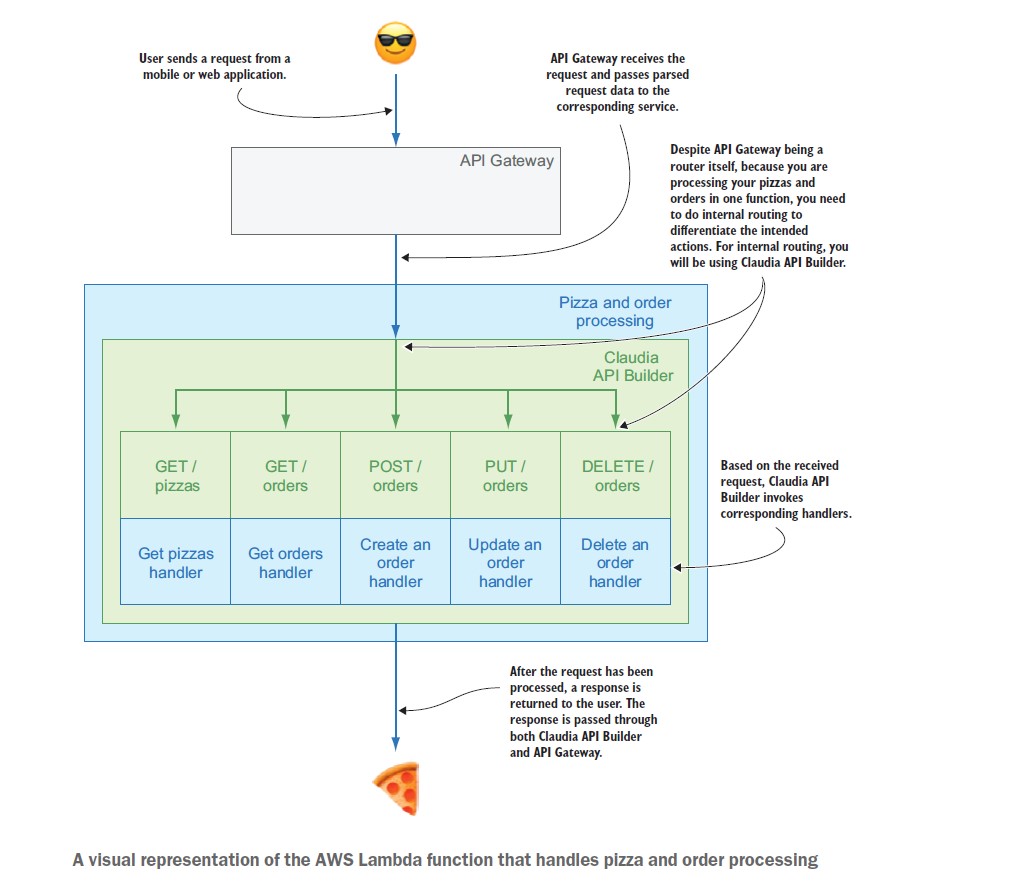 User sends a request from a
mobile or web application.
API Gateway receives the
request and passes parsed
request data to the
corresponding service.
API Gateway
Despite API Gateway being a
router itself, because you are
processing your pizzas and
orders in one function, you need
to do internal routing to
differentiate the intended
actions. For internal routing, you
will be using Claudia API Builder.
Pizza and order
processing
Claudia
API Builder
GET /
pizzas
GET /
orders
POST /
orders
PUT /
orders
DELETE /
orders
Get pizzas
handler
Get orders
handler
Create an
order
handler
Update an
order
handler
Delete an
order
handler
Based on the received
request, Claudia API
Builder invokes
corresponding handlers.
After the request has been
processed, a response is
returned to the user. The
response is passed through
both Claudia API Builder
and API Gateway.
A visual representation of the AWS Lambda function that handles pizza and order processing